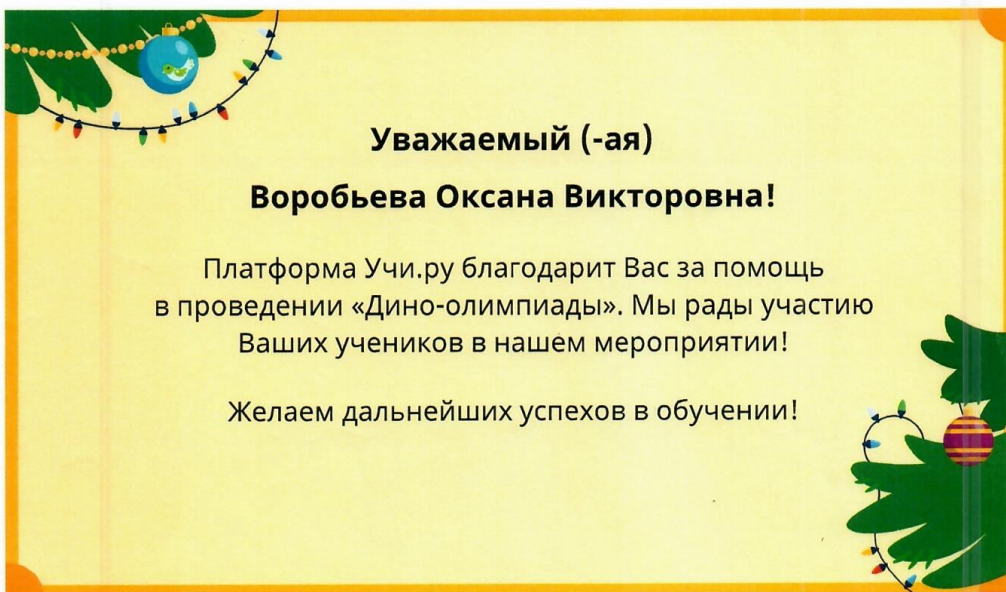 Уважаемый (-ая)
Воробьева Оксана Викторовна!
Платформа Учи.ру благодарит Вас за помощь
в проведении «Дино-олимпиады». Мы рады участию
Ваших учеников в нашем мероприятии!
Желаем дальнейших успехов в обучении!